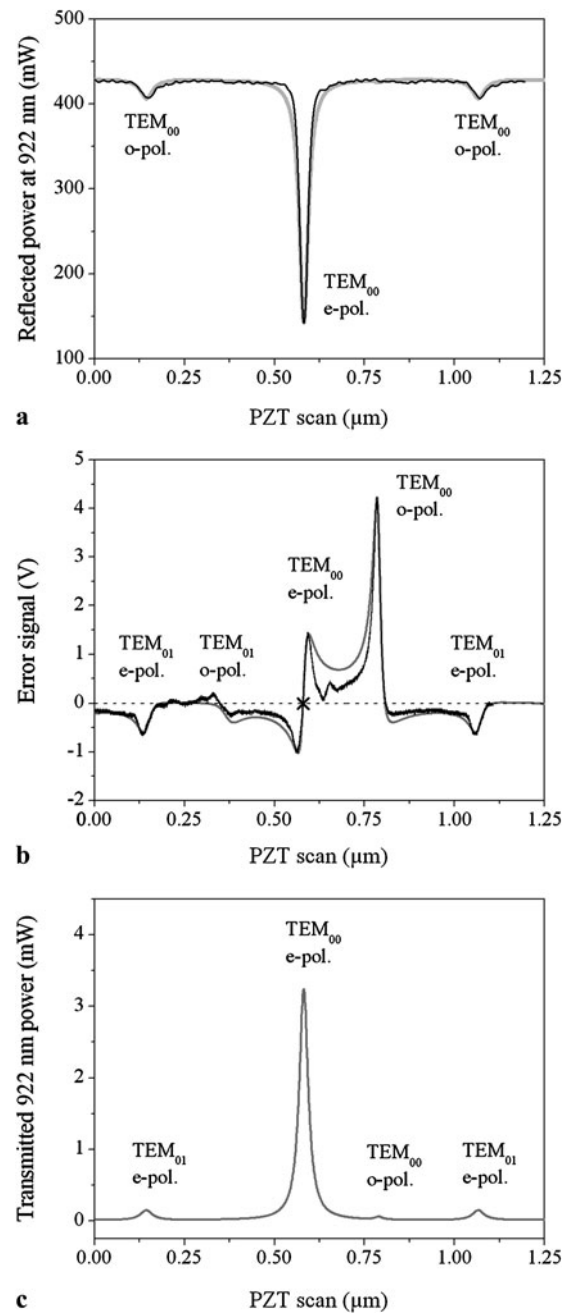 500
400
300
200
100
Reflected power at 922 nm (mW)
TEM₀₀
o-pol.
TEM₀₀
o-pol.
TEM₀₀
e-pol.
0.00 0.25 0.50 0.75 1.00 1.25
PZT scan (μm)
a
5
4
3
2
1
0
-1
-2
Error signal (V)
TEM₀₀
o-pol.
TEM₀₀
e-pol.
TEM₀₁
e-pol.
TEM₀₁
o-pol.
TEM₀₁
e-pol.
0.00 0.25 0.50 0.75 1.00 1.25
PZT scan (μm)
b
4
3
2
1
0
Transmitted 922 nm power (mW)
TEM₀₀
e-pol.
TEM₀₁
e-pol.
TEM₀₀
o-pol.
TEM₀₁
e-pol.
0.00 0.25 0.50 0.75 1.00 1.25
PZT scan (μm)
c